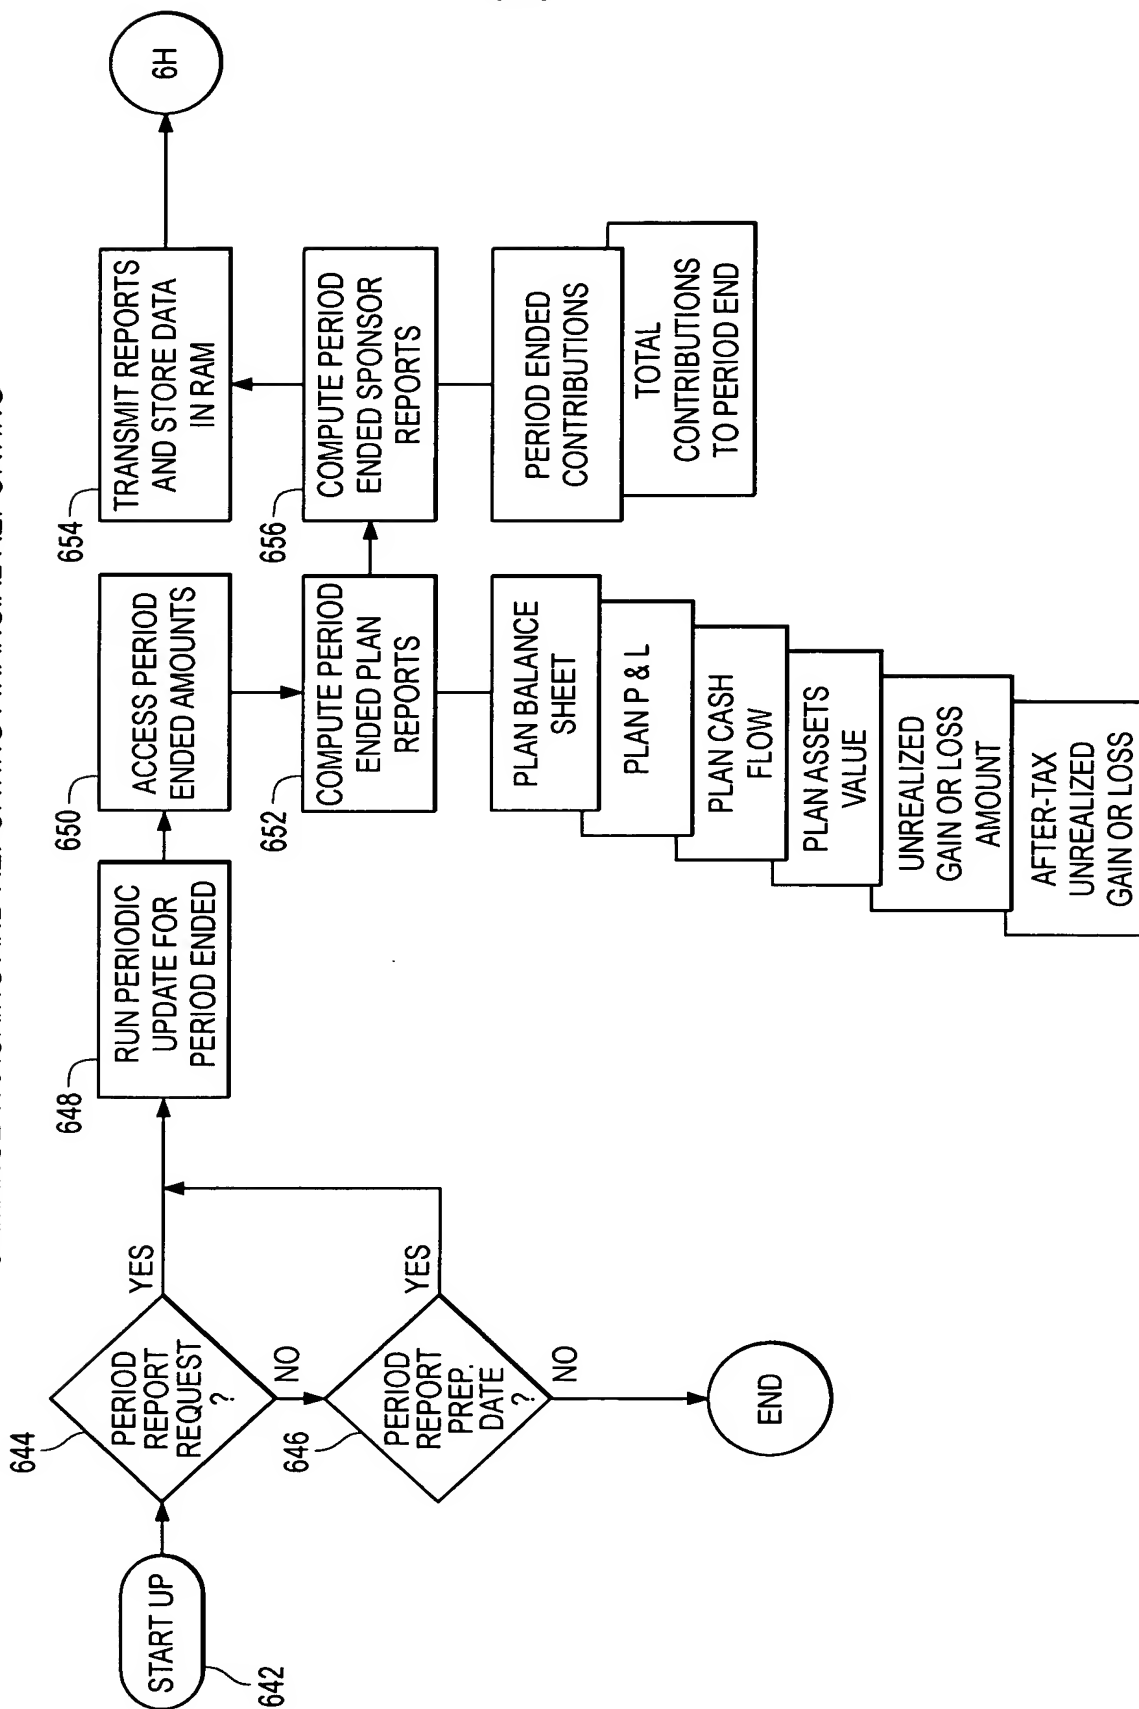 642
START UP
644
PERIOD
REPORT
REQUEST
?
YES
NO
646
PERIOD
REPORT
PREP.
DATE
?
YES
NO
END
648
RUN PERIODIC
UPDATE FOR
PERIOD ENDED
650
ACCESS PERIOD
ENDED AMOUNTS
652
COMPUTE PERIOD
ENDED PLAN
REPORTS
PLAN BALANCE
SHEET
PLAN P & L
PLAN CASH
FLOW
PLAN ASSETS
VALUE
UNREALIZED
GAIN OR LOSS
AMOUNT
AFTER-TAX
UNREALIZED
GAIN OR LOSS
654
TRANSMIT REPORTS
AND STORE DATA
IN RAM
656
COMPUTE PERIOD
ENDED SPONSOR
REPORTS
PERIOD ENDED
CONTRIBUTIONS
TOTAL
CONTRIBUTIONS
TO PERIOD END
6H